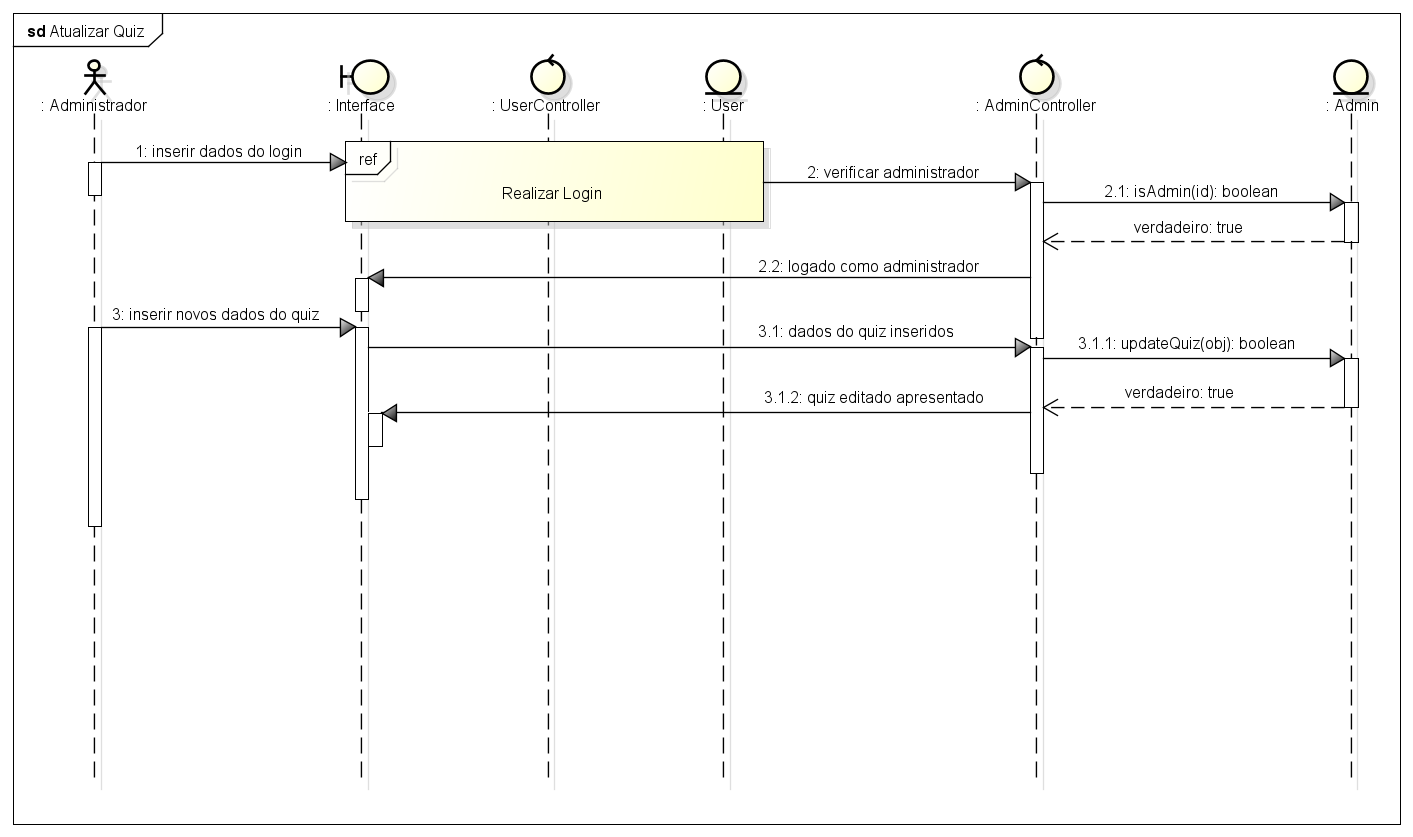 sd Atualizar Quiz
: Administrador
: Interface
: UserController
: User
: AdminController
: Admin
1: inserir dados do login
ref
Realizar Login
2: verificar administrador
2.1: isAdmin(id): boolean
verdadeiro: true
2.2: logado como administrador
3: inserir novos dados do quiz
3.1: dados do quiz inseridos
3.1.1: updateQuiz(obj): boolean
verdadeiro: true
3.1.2: quiz editado apresentado